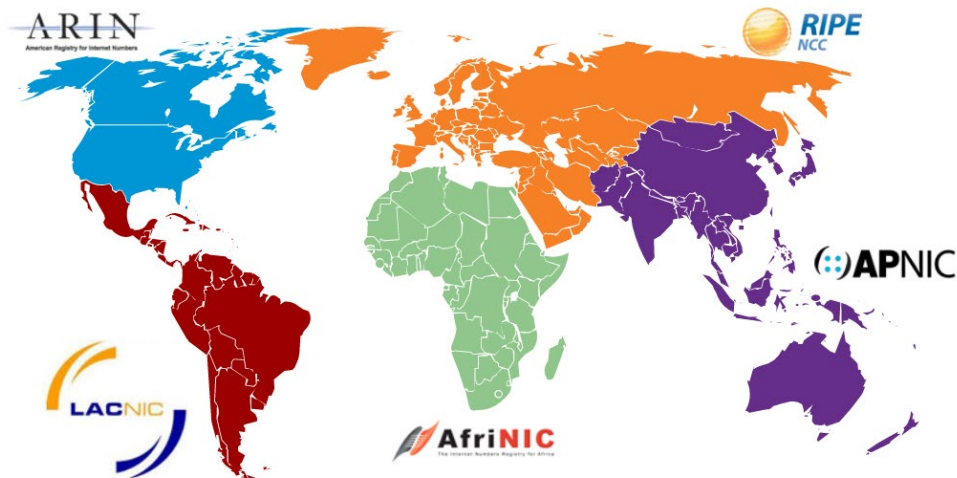 ARIN
American Registry for Internet Numbers
RIPE
NCC
APNIC
LACNIC
AfriNIC
The Internet Numbers Registry for Africa